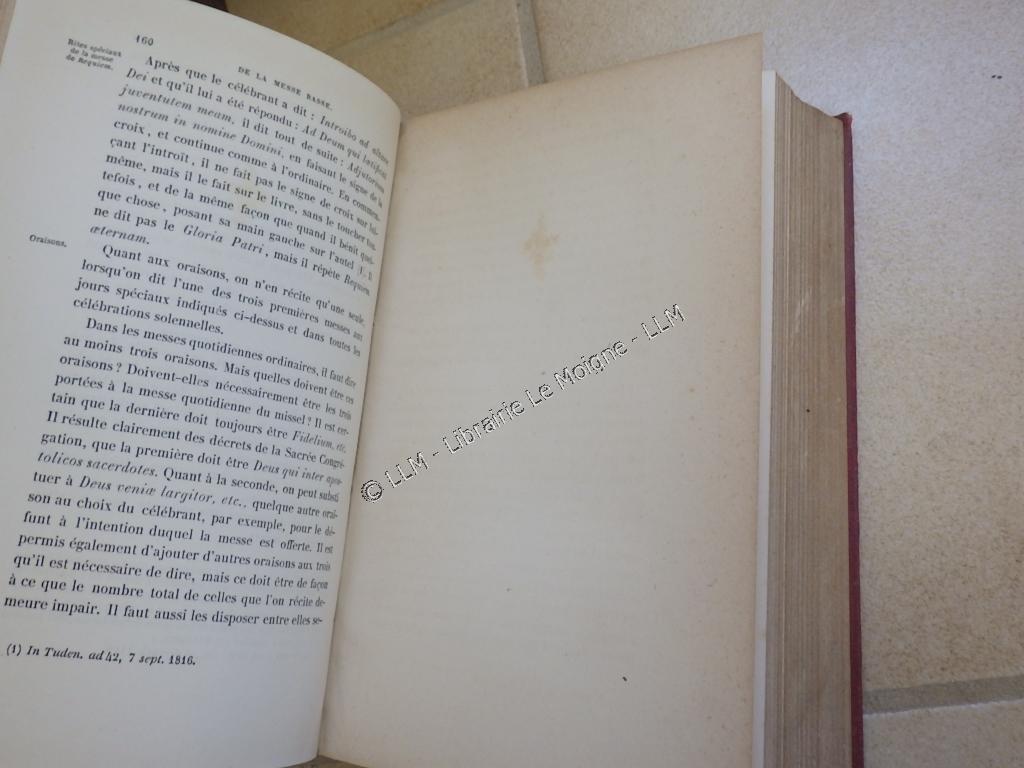 160
DE LA MESSE BASSE.
Rites spéciaux
de la messe
de Requiem.
Après que le célébrant a dit : Introibo ad altare
Dei et qu'il lui a été répondu : Ad Deum qui lætificat
juventutem meam, il dit tout de suite : Adjutorium
nostrum in nomine Domini, en faisant le signe de la
croix, et continue comme à l'ordinaire. En commen-
çant l'introït, il ne fait pas le signe de croix sur lui-
même, mais il le fait sur le livre, sans le toucher tou-
tefois, et de la même façon que quand il bénit quel-
que chose, posant sa main gauche sur l'autel (1). Il
ne dit pas le Gloria Patri, mais il répète Requiem
æternam.
Oraisons.
Quant aux oraisons, on n'en récite qu'une seule,
lorsqu'on dit l'une des trois premières messes aux
jours spéciaux indiqués ci-dessus et dans toutes les
célébrations solennelles.
Dans les messes quotidiennes ordinaires, il faut dire
au moins trois oraisons. Mais quelles doivent être ces
oraisons? Doivent-elles nécessairement être les trois
portées à la messe quotidienne du missel? Il est cer-
tain que la dernière doit toujours être Fidelium, etc.
Il résulte clairement des décrets de la Sacrée Congré-
gation, que la première doit être Deus qui inter apos-
tolicos sacerdotes. Quant à la seconde, on peut substi
tuer à Deus veniæ largitor, etc., quelque autre orai-
son au choix du célébrant, par exemple, pour le dé-
funt à l'intention duquel la messe est offerte. Il est
permis également d'ajouter d'autres oraisons aux trois
qu'il est nécessaire de dire, mais ce doit être de façon
à ce que le nombre total de celles que l'on récite de-
meure impair. Il faut aussi les disposer entre elles se-
(1) In Tuden. ad 42, 7 sept. 1816.
© LLM - Librairie Le Moigne - LLM